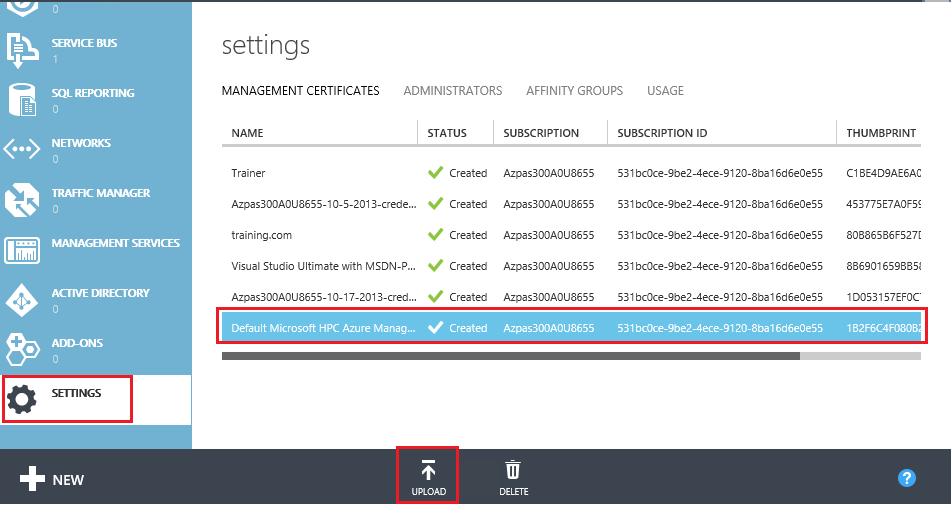 0
SERVICE BUS
1
SQL REPORTING
0
NETWORKS
0
TRAFFIC MANAGER
0
MANAGEMENT SERVICES
ACTIVE DIRECTORY
0
ADD-ONS
0
SETTINGS
settings
MANAGEMENT CERTIFICATES ADMINISTRATORS AFFINITY GROUPS USAGE
NAME STATUS SUBSCRIPTION SUBSCRIPTION ID THUMBPRINT
Trainer Created Azpas300A0U8655 531bc0ce-9be2-4ece-9120-8ba16d6e0e55 C1BE4D9AE6A0
Azpas300A0U8655-10-5-2013-crede... Created Azpas300A0U8655 531bc0ce-9be2-4ece-9120-8ba16d6e0e55 453775E7A0F59
training.com Created Azpas300A0U8655 531bc0ce-9be2-4ece-9120-8ba16d6e0e55 80B865B6F527D
Visual Studio Ultimate with MSDN-P... Created Azpas300A0U8655 531bc0ce-9be2-4ece-9120-8ba16d6e0e55 8B6901659BB58
Azpas300A0U8655-10-17-2013-cred... Created Azpas300A0U8655 531bc0ce-9be2-4ece-9120-8ba16d6e0e55 1D053157EF0C7
Default Microsoft HPC Azure Manag... Created Azpas300A0U8655 531bc0ce-9be2-4ece-9120-8ba16d6e0e55 1B2F6C4F080B2
NEW
UPLOAD
DELETE
?